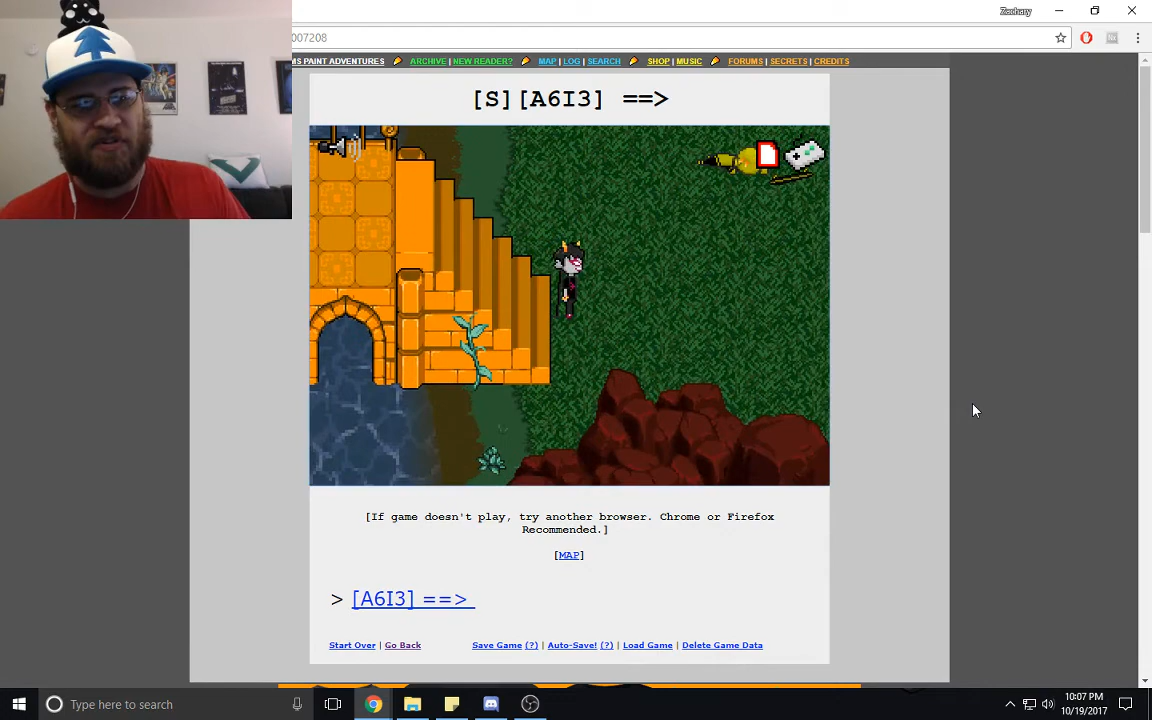 Zachary
007208
MS PAINT ADVENTURES ARCHIVE | NEW READER? MAP | LOG | SEARCH SHOP | MUSIC FORUMS | SECRETS | CREDITS
[S][A6I3] ==>
[If game doesn't play, try another browser. Chrome or Firefox
Recommended.]
[MAP]
> [A6I3] ==>
Start Over | Go Back Save Game (?) | Auto-Save! (?) | Load Game | Delete Game Data
Type here to search
10:07 PM
10/19/2017